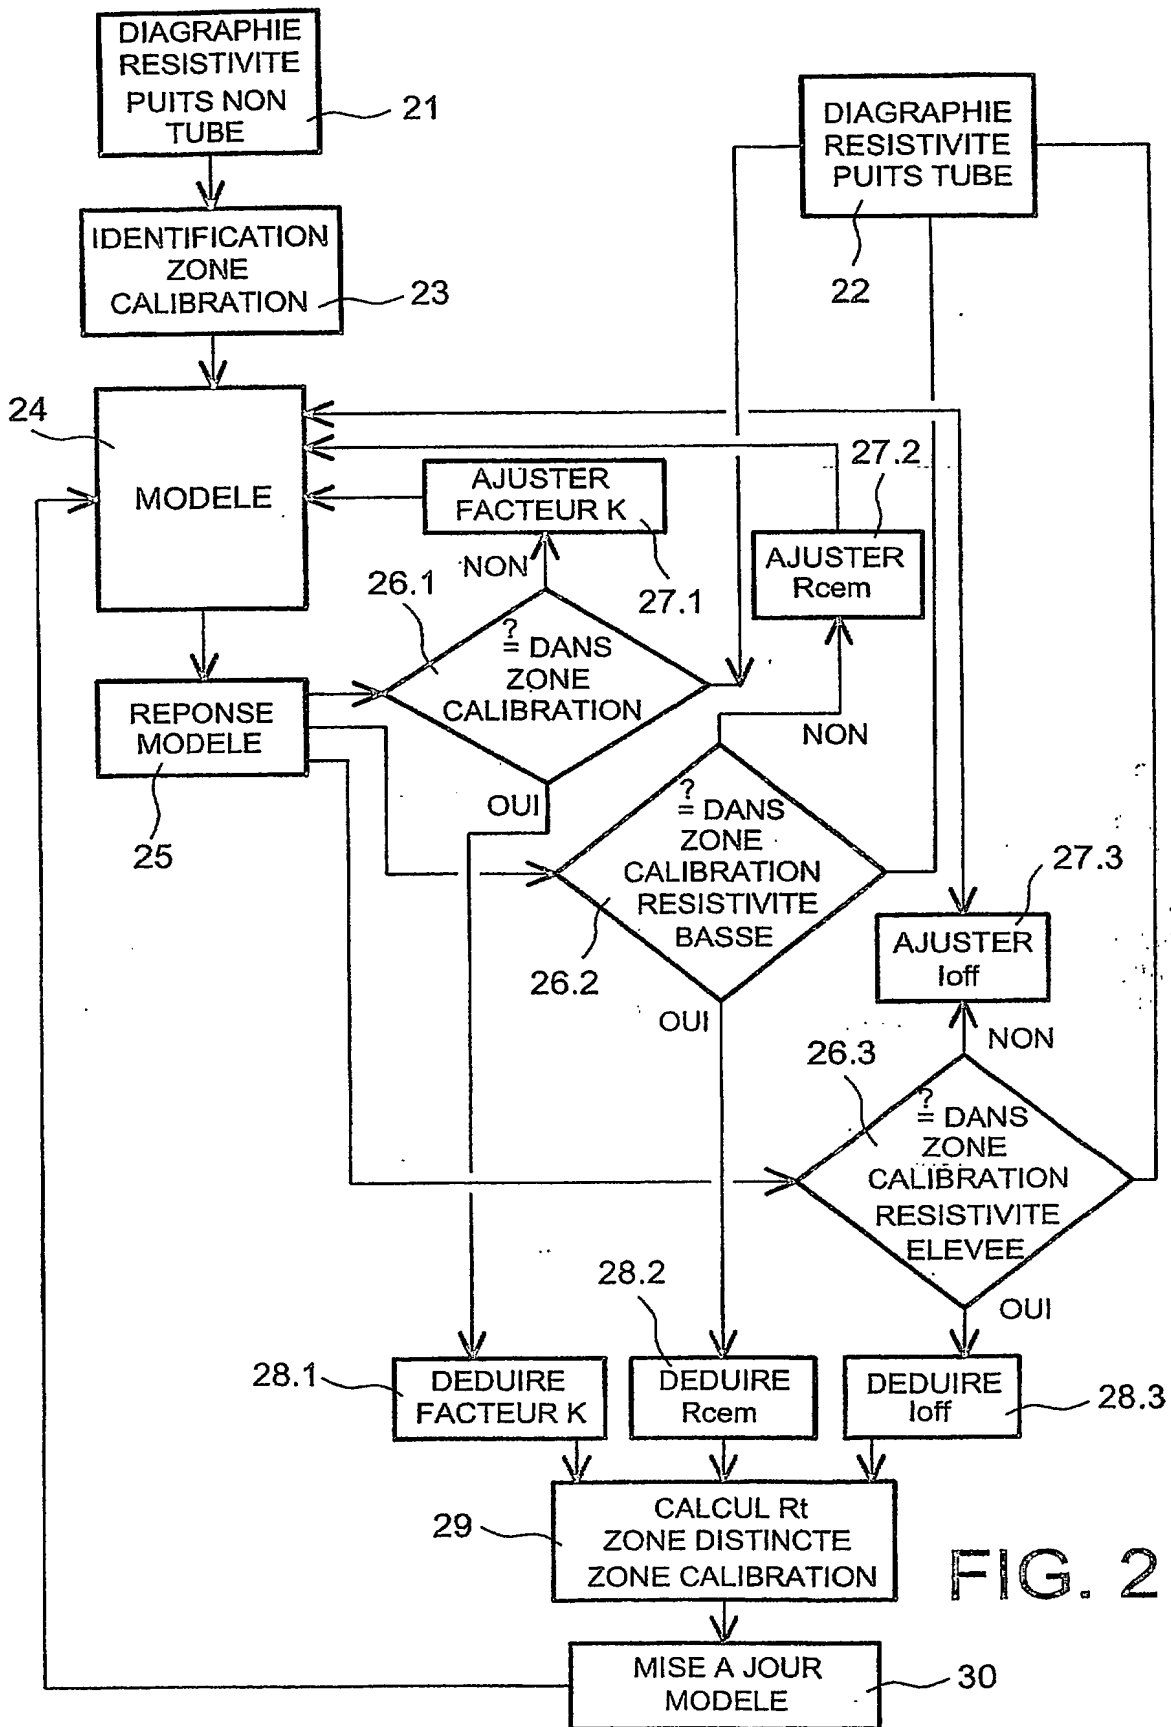 DIAGRAPHIE
RESISTIVITE
PUITS NON
TUBE
21
DIAGRAPHIE
RESISTIVITE
PUITS TUBE
22
IDENTIFICATION
ZONE
CALIBRATION
23
24
MODELE
AJUSTER
FACTEUR K
27.1
NON
27.2
AJUSTER
Rcem
NON
26.1
? = DANS
ZONE
CALIBRATION
OUI
REPONSE
MODELE
25
? = DANS
ZONE
CALIBRATION
RESISTIVITE
BASSE
26.2
OUI
27.3
AJUSTER
Ioff
NON
26.3
? = DANS
ZONE
CALIBRATION
RESISTIVITE
ELEVEE
OUI
28.1
DEDUIRE
FACTEUR K
28.2
DEDUIRE
Rcem
DEDUIRE
Ioff
28.3
29
CALCUL Rt
ZONE DISTINCTE
ZONE CALIBRATION
FIG. 2
MISE A JOUR
MODELE
30